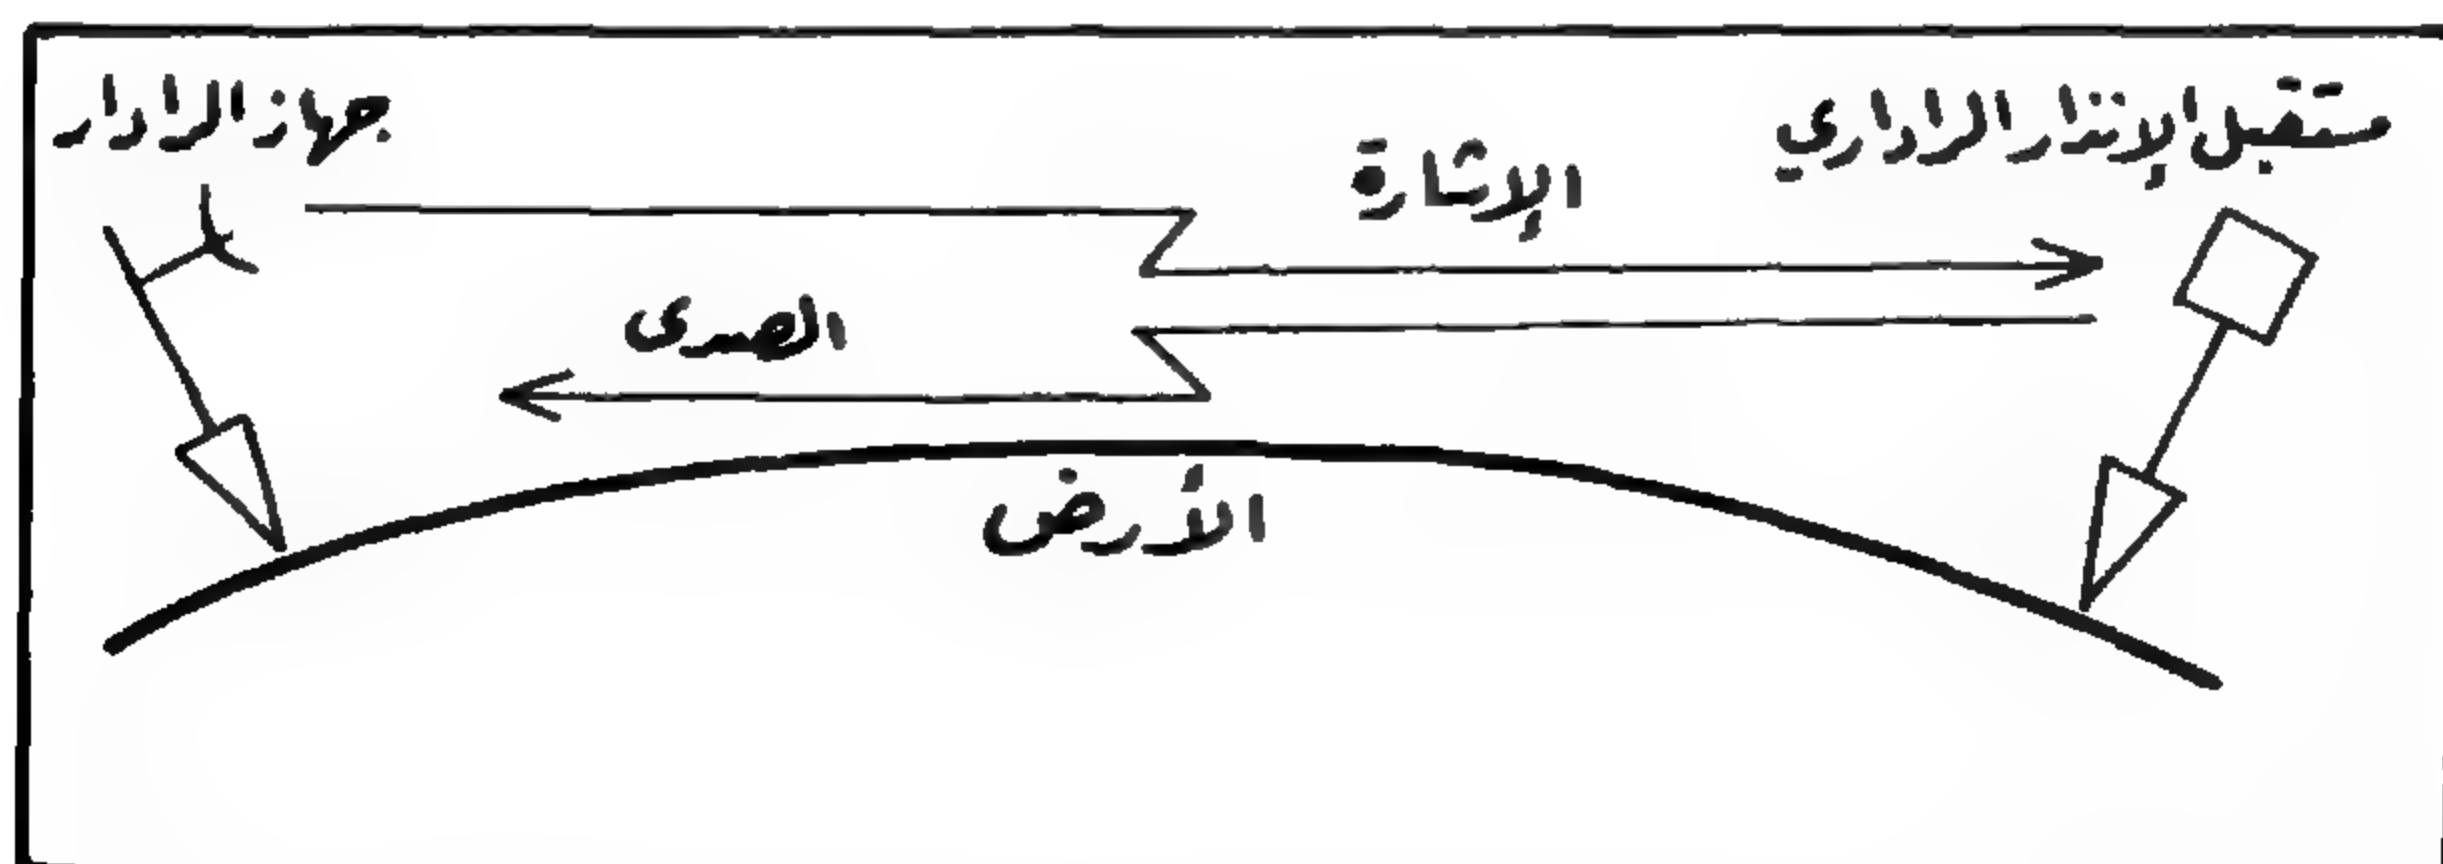 مستقبل الإنذار الراداري
جهاز الرادار
الإشارة
الصدى
الأرض